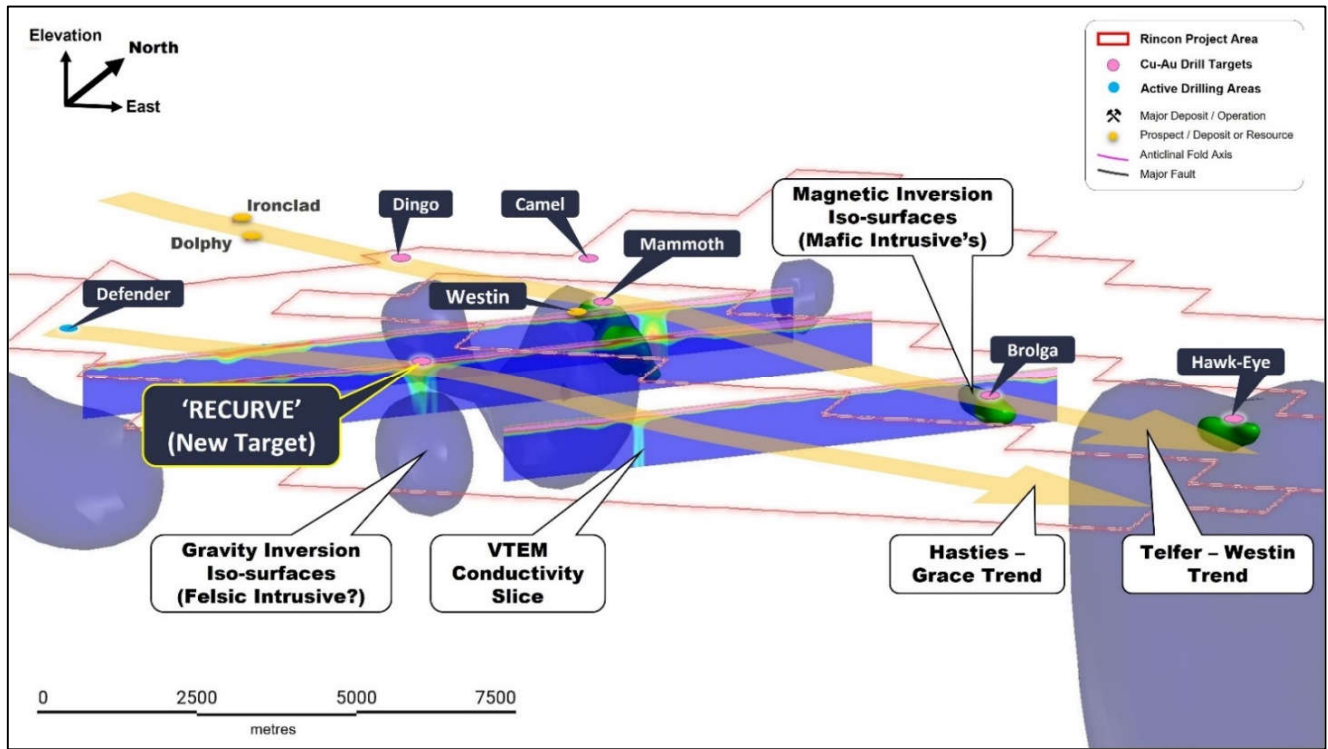 Elevation
North
East
Rincon Project Area
Cu-Au Drill Targets
Active Drilling Areas
Major Deposit / Operation
Prospect / Deposit or Resource
Anticlinal Fold Axis
Major Fault
Ironclad
Dolphy
Dingo
Camel
Mammoth
Magnetic Inversion
Iso-surfaces
(Mafic Intrusive's)
Defender
Westin
Brolga
Hawk-Eye
'RECURVE'
(New Target)
Gravity Inversion
Iso-surfaces
(Felsic Intrusive?)
VTEM
Conductivity
Slice
Hasties –
Grace Trend
Telfer – Westin
Trend
0 2500 5000 7500
metres